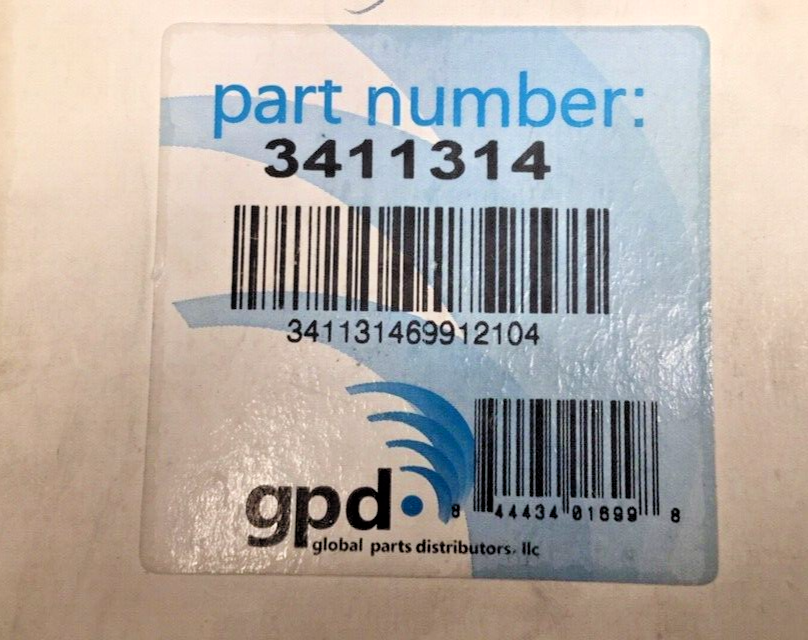 part number:
3411314
341131469912104
gpd
global parts distributors, llc
8 44434 01699 8